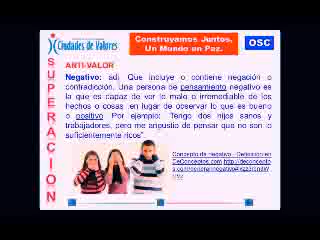 Ciudades de Valores
Construyamos Juntos,
Un Mundo en Paz.
OSC
SUPERACION
ANTI-VALOR
Negativo: adj. Que incluye o contiene negación o
contradicción. Una persona de pensamiento negativo es
la que es capaz de ver lo malo o irremediable de los
hechos o cosas en lugar de observar lo que es bueno
o positivo. Por ejemplo: "Tengo dos hijos sanos y
trabajadores, pero me angustio de pensar que no son lo
suficientemente ricos".
Concepto de negativo - Definición en
DeConceptos.com